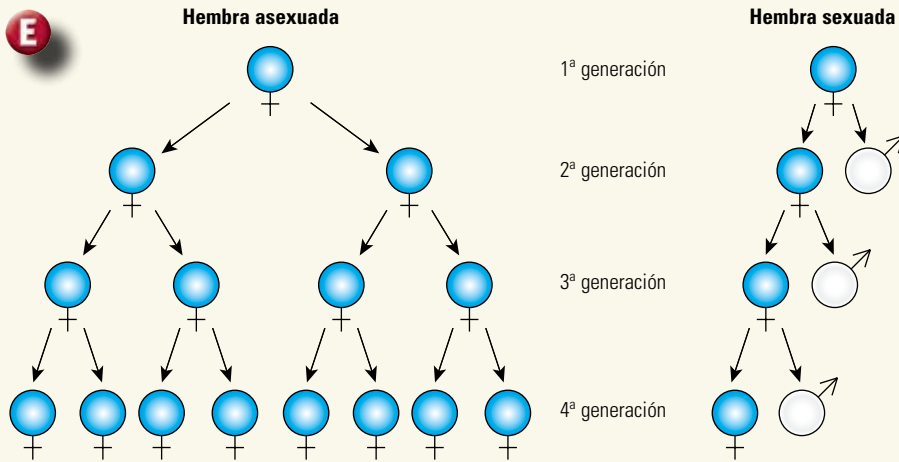 E
Hembra asexuada
Hembra sexuada
1ª generación
2ª generación
3ª generación
4ª generación